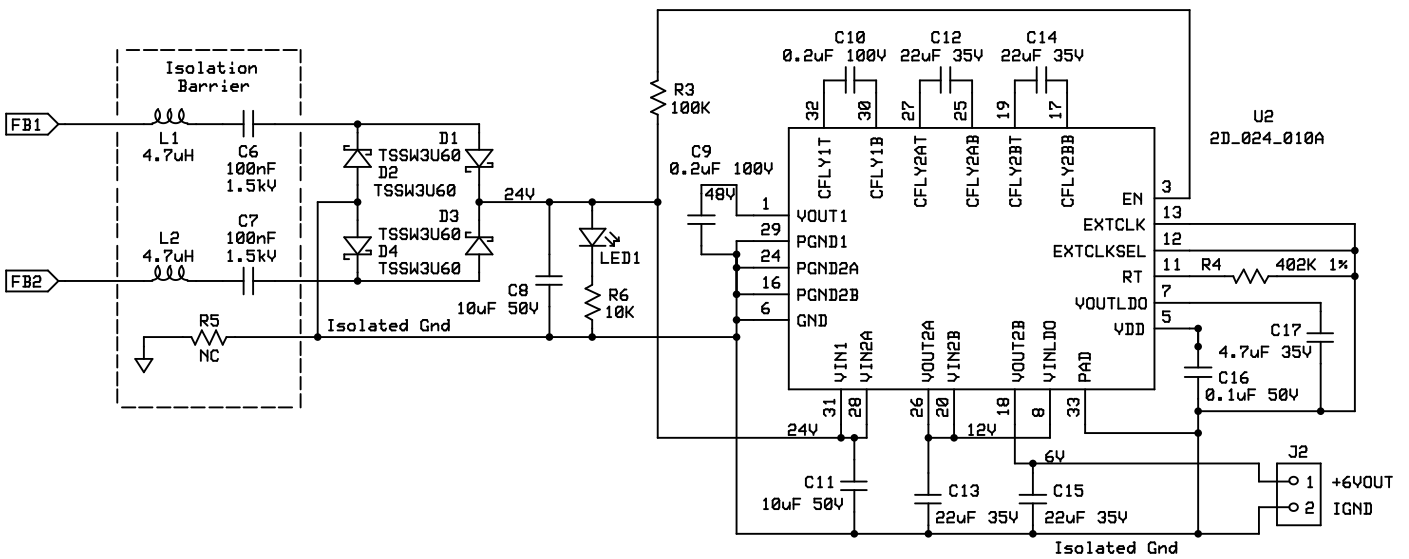 Isolation
Barrier
FB1
L1
4.7uH
C6
100nF
1.5kV
D1
TSSW3U60
D2
TSSW3U60
FB2
L2
4.7uH
C7
100nF
1.5kV
D3
TSSW3U60
D4
TSSW3U60
R5
NC
Isolated Gnd
24V
C8
10uF 50V
LED1
R6
10K
R3
100K
C9
0.2uF 100V
48V
C10
0.2uF 100V
C12
22uF 35V
C14
22uF 35V
32
30
27
25
19
17
CFLY1T
CFLY1B
CFLY2AT
CFLY2AB
CFLY2BT
CFLY2BB
U2
2D_024_010A
1
VOUT1
29
PGND1
24
PGND2A
16
PGND2B
6
GND
3
EN
13
EXTCLK
12
EXTCLKSEL
11
RT
R4
402K 1%
7
VOUTLDO
5
VDD
C17
4.7uF 35V
C16
0.1uF 50V
VIN1
VIN2A
VOUT2A
VIN2B
VOUT2B
VINLDO
PAD
31
28
26
20
18
8
33
24V
12V
6V
C11
10uF 50V
C13
22uF 35V
C15
22uF 35V
J2
1
+6VOUT
2
IGND
Isolated Gnd